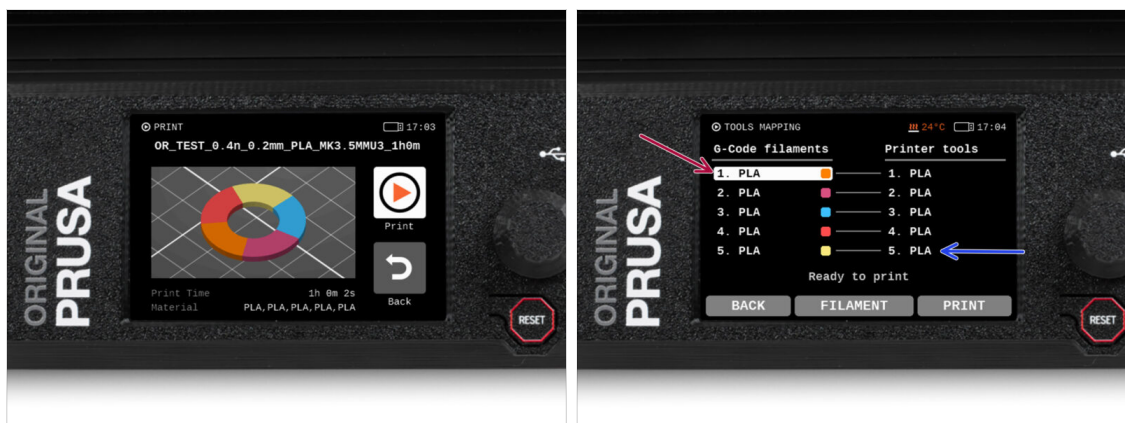 PRINT 17:03
OR_TEST_0.4n_0.2mm_PLA_MK3.5MMU3_1h0m
Print
Print Time 1h 0m 2s
Material PLA,PLA,PLA,PLA,PLA
Back
ORIGINAL
PRUSA
RESET
TOOLS MAPPING 24°C 17:04
G-Code filaments Printer tools
1. PLA 1. PLA
2. PLA 2. PLA
3. PLA 3. PLA
4. PLA 4. PLA
5. PLA 5. PLA
Ready to print
BACK FILAMENT PRINT
ORIGINAL
PRUSA
RESET